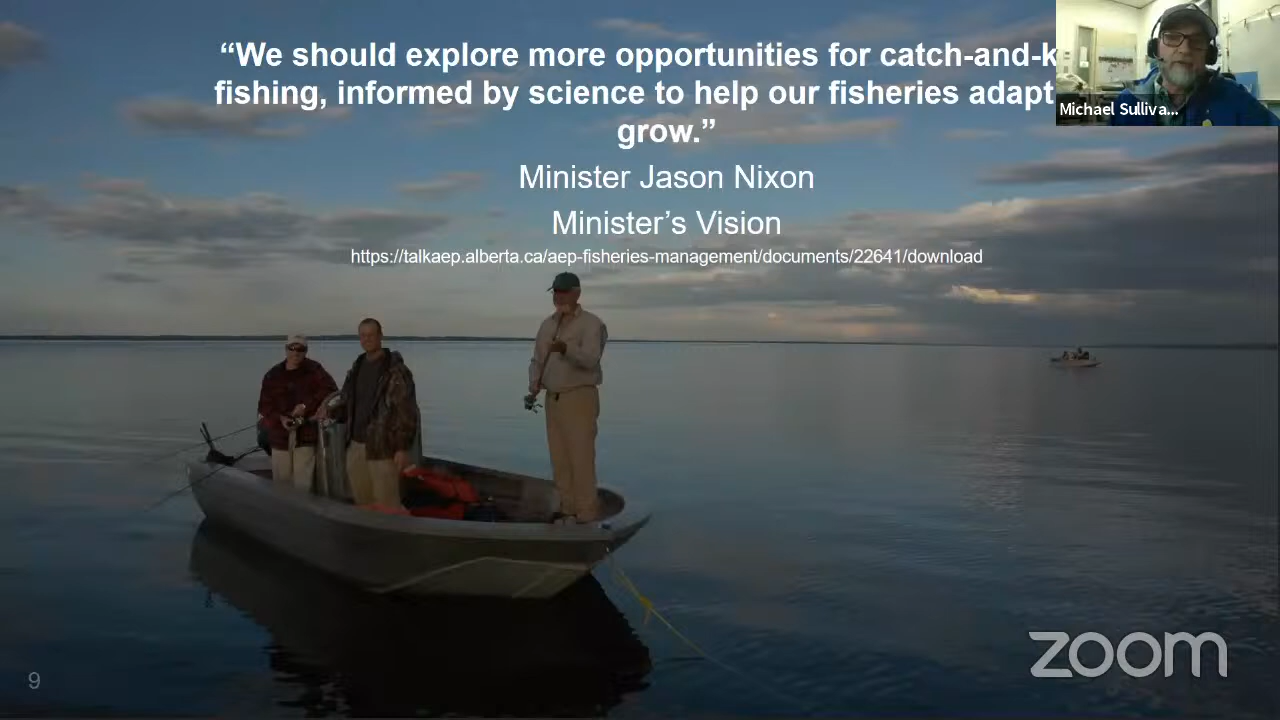 “We should explore more opportunities for catch-and-k
fishing, informed by science to help our fisheries adapt
grow.”
Minister Jason Nixon
Minister’s Vision
https://talkaep.alberta.ca/aep-fisheries-management/documents/22641/download
Michael Sulliva...
zoom
9